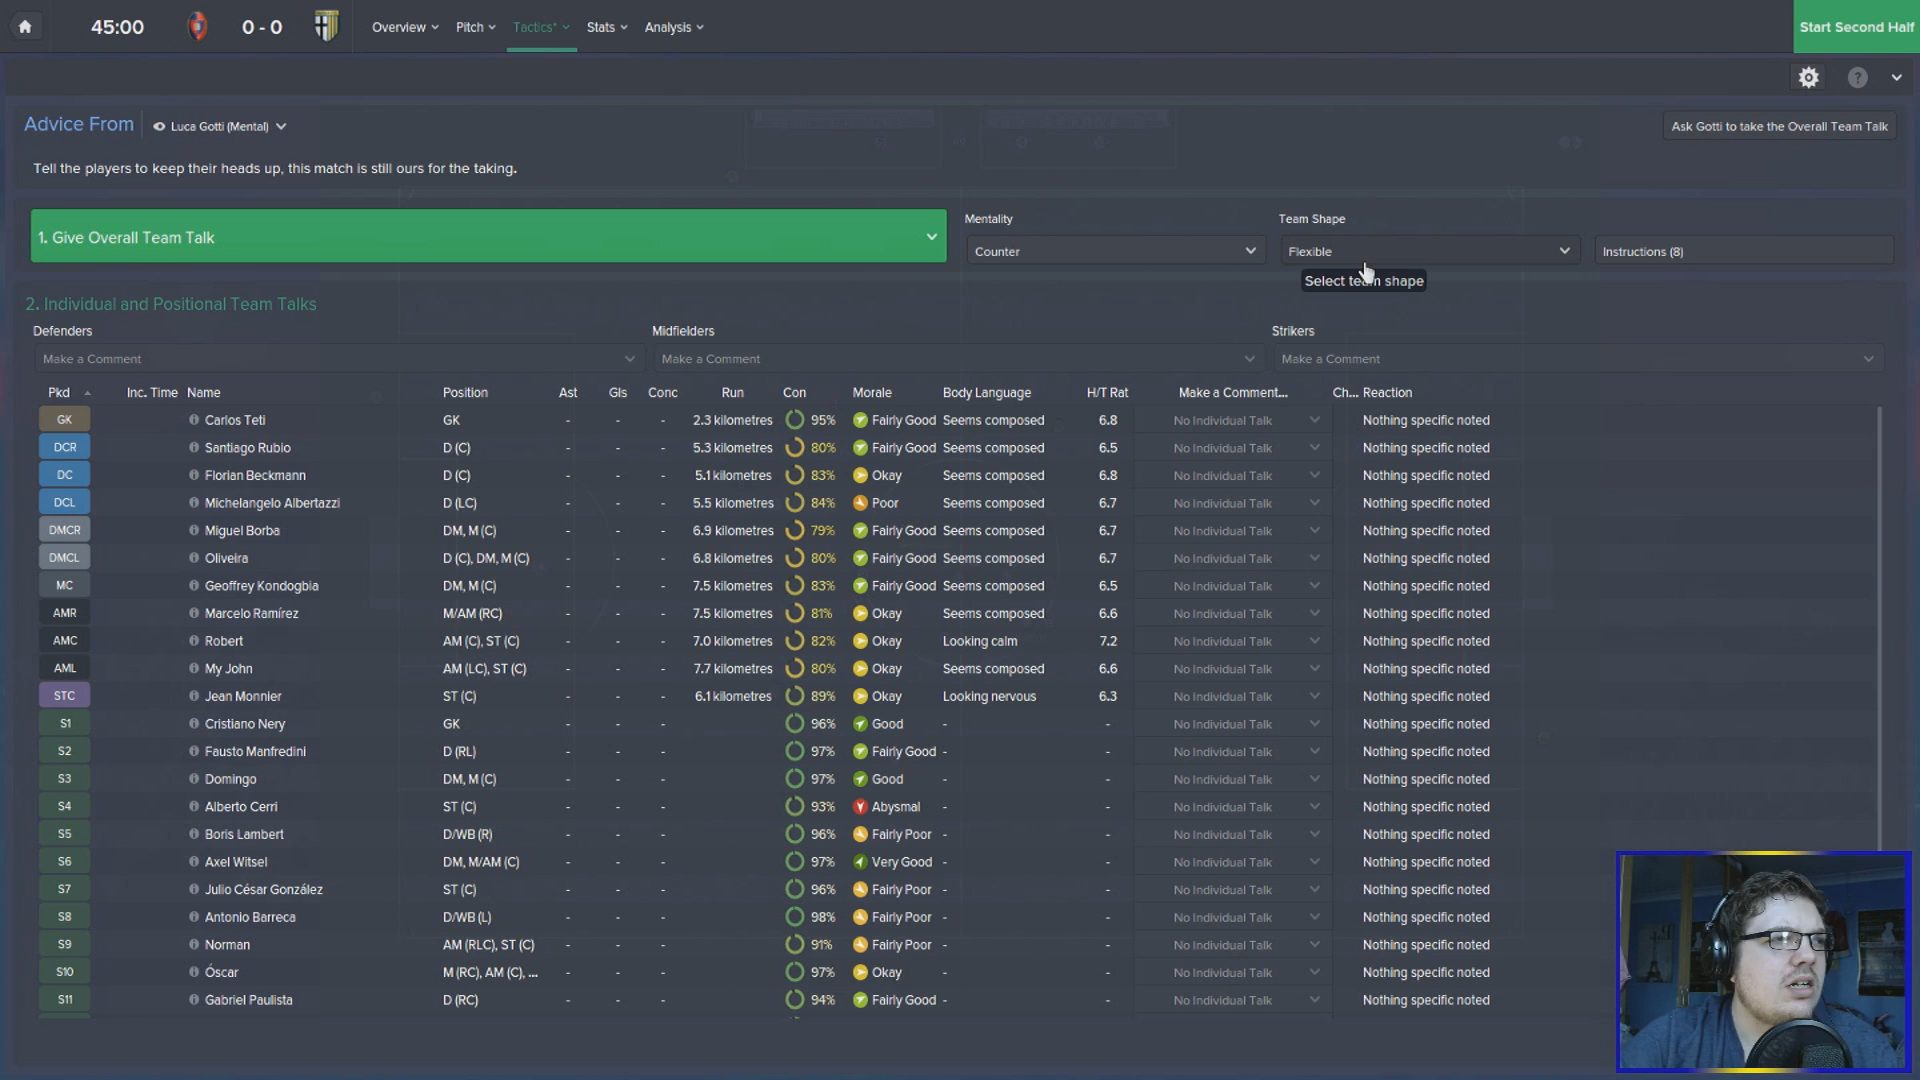 45:00 0 - 0 Overview Pitch Tactics* Stats Analysis Start Second Half
?
Advice From Luca Gotti (Mental) Ask Gotti to take the Overall Team Talk
Tell the players to keep their heads up, this match is still ours for the taking.
1. Give Overall Team Talk
Mentality Team Shape
Counter Flexible Instructions (8)
Select team shape
2. Individual and Positional Team Talks
Defenders Midfielders Strikers
Make a Comment Make a Comment Make a Comment
Pkd Inc. Time Name Position Ast Gls Conc Run Con Morale Body Language H/T Rat Make a Comment... Ch... Reaction
GK Carlos Teti GK - - - 2.3 kilometres 95% Fairly Good Seems composed 6.8 No Individual Talk Nothing specific noted
DCR Santiago Rubio D (C) - - - 5.3 kilometres 80% Fairly Good Seems composed 6.5 No Individual Talk Nothing specific noted
DC Florian Beckmann D (C) - - - 5.1 kilometres 83% Okay Seems composed 6.8 No Individual Talk Nothing specific noted
DCL Michelangelo Albertazzi D (LC) - - - 5.5 kilometres 84% Poor Seems composed 6.7 No Individual Talk Nothing specific noted
DMCR Miguel Borba DM, M (C) - - - 6.9 kilometres 79% Fairly Good Seems composed 6.7 No Individual Talk Nothing specific noted
DMCL Oliveira D (C), DM, M (C) - - - 6.8 kilometres 80% Fairly Good Seems composed 6.7 No Individual Talk Nothing specific noted
MC Geoffrey Kondogbia DM, M (C) - - - 7.5 kilometres 83% Fairly Good Seems composed 6.5 No Individual Talk Nothing specific noted
AMR Marcelo Ramírez M/AM (RC) - - - 7.5 kilometres 81% Okay Seems composed 6.6 No Individual Talk Nothing specific noted
AMC Robert AM (C), ST (C) - - - 7.0 kilometres 82% Okay Looking calm 7.2 No Individual Talk Nothing specific noted
AML My John AM (LC), ST (C) - - - 7.7 kilometres 80% Okay Seems composed 6.6 No Individual Talk Nothing specific noted
STC Jean Monnier ST (C) - - - 6.1 kilometres 89% Okay Looking nervous 6.3 No Individual Talk Nothing specific noted
S1 Cristiano Nery GK - - - 96% Good - - No Individual Talk Nothing specific noted
S2 Fausto Manfredini D (RL) - - - 97% Fairly Good - - No Individual Talk Nothing specific noted
S3 Domingo DM, M (C) - - - 97% Good - - No Individual Talk Nothing specific noted
S4 Alberto Cerri ST (C) - - - 93% Abysmal - - No Individual Talk Nothing specific noted
S5 Boris Lambert D/WB (R) - - - 96% Fairly Poor - - No Individual Talk Nothing specific noted
S6 Axel Witsel DM, M/AM (C) - - - 97% Very Good - - No Individual Talk Nothing specific noted
S7 Julio César González ST (C) - - - 96% Fairly Poor - - No Individual Talk Nothing specific noted
S8 Antonio Barreca D/WB (L) - - - 98% Fairly Poor - - No Individual Talk Nothing specific noted
S9 Norman AM (RLC), ST (C) - - - 91% Fairly Poor - - No Individual Talk Nothing specific noted
S10 Óscar M (RC), AM (C), ... - - - 97% Okay - - No Individual Talk Nothing specific noted
S11 Gabriel Paulista D (RC) - - - 94% Fairly Good - - No Individual Talk Nothing specific noted